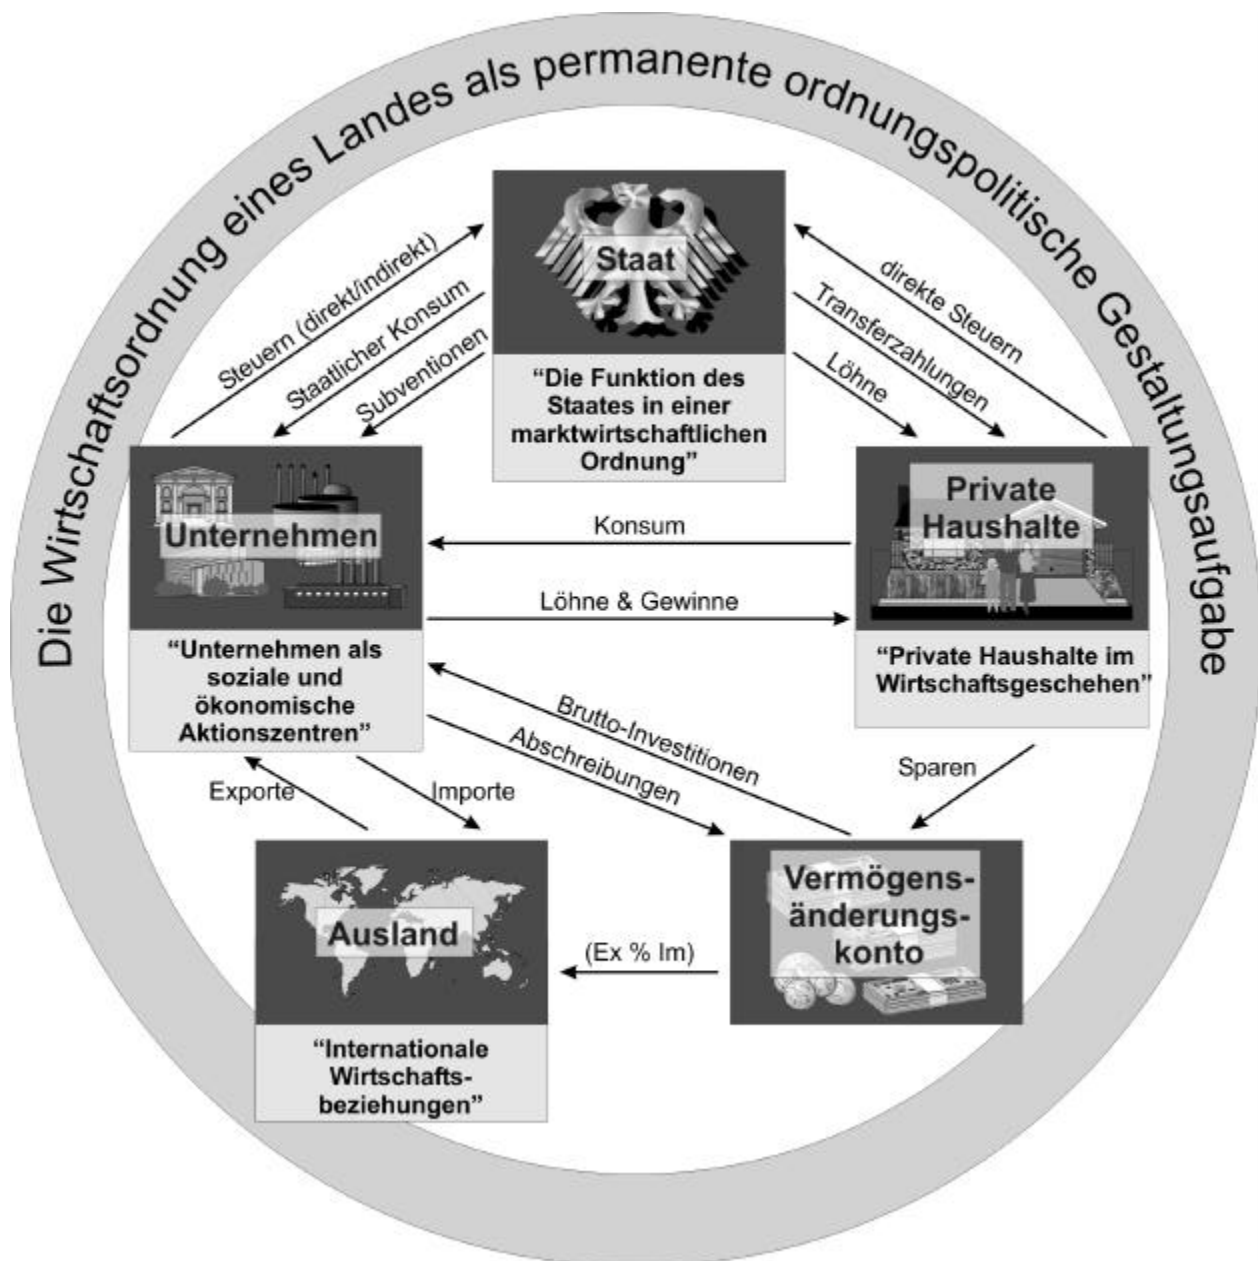 Die Wirtschaftsordnung eines Landes als permanente ordnungspolitische Gestaltungsaufgabe
Staat
“Die Funktion des
Staates in einer
marktwirtschaftlichen
Ordnung”
Steuern (direkt/indirekt)
Staatlicher Konsum
Subventionen
direkte Steuern
Transferzahlungen
Löhne
Unternehmen
“Unternehmen als
soziale und
ökonomische
Aktionszentren”
Konsum
Löhne & Gewinne
Private
Haushalte
“Private Haushalte im
Wirtschaftsgeschehen”
Brutto-Investitionen
Abschreibungen
Sparen
Exporte
Importe
Ausland
“Internationale
Wirtschafts-
beziehungen”
(Ex % Im)
Vermögens-
änderungs-
konto